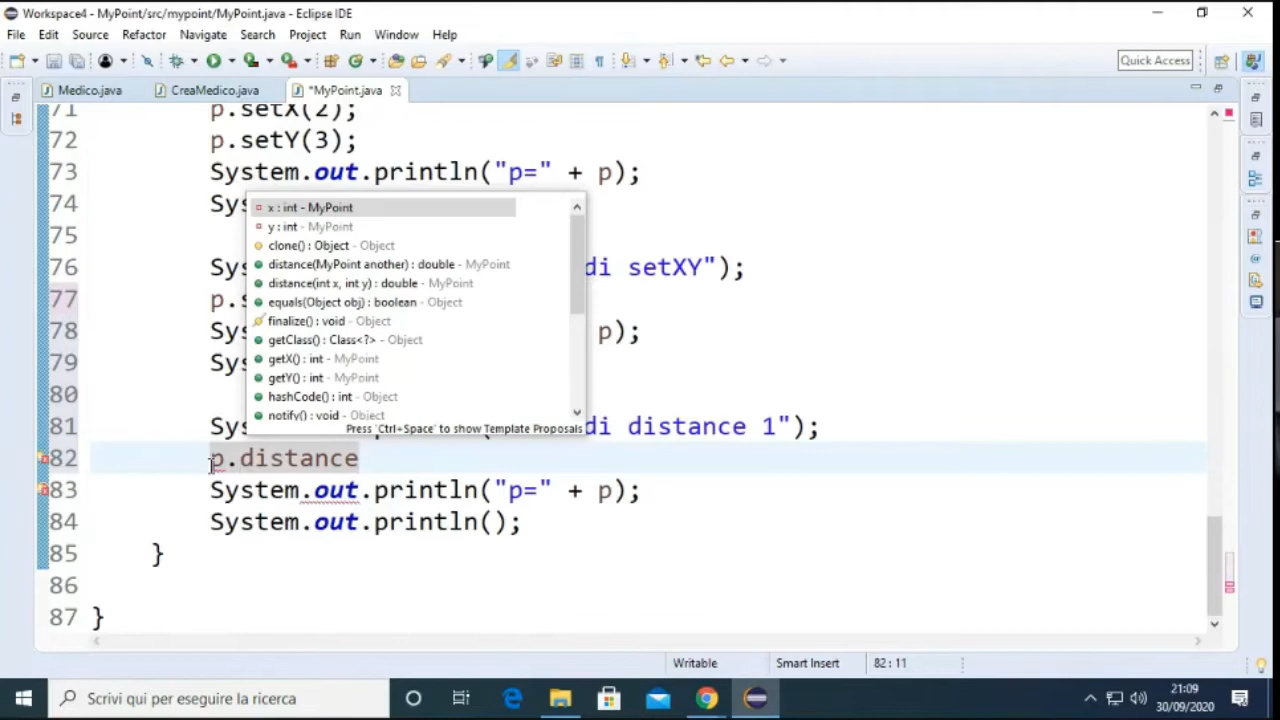 Workspace4 - MyPoint/src/mypoint/MyPoint.java - Eclipse IDE
File Edit Source Refactor Navigate Search Project Run Window Help
Quick Access
Medico.java CreaMedico.java *MyPoint.java
71 p.setX(2);
72 p.setY(3);
73 System.out.println("p=" + p);
74 Sys
x : int - MyPoint
y : int - MyPoint
clone() : Object - Object
distance(MyPoint another) : double - MyPoint
distance(int x, int y) : double - MyPoint
equals(Object obj) : boolean - Object
finalize() : void - Object
getClass() : Class<?> - Object
getX() : int - MyPoint
getY() : int - MyPoint
hashCode() : int - Object
notify() : void - Object
Press 'Ctrl+Space' to show Template Proposals
75
76 Sys di setXY");
77 p.s
78 Sys p);
79 Sys
80
81 Sys di distance 1");
82 p.distance
83 System.out.println("p=" + p);
84 System.out.println();
85 }
86
87 }
Writable Smart Insert 82 : 11
Scrivi qui per eseguire la ricerca
21:09
30/09/2020